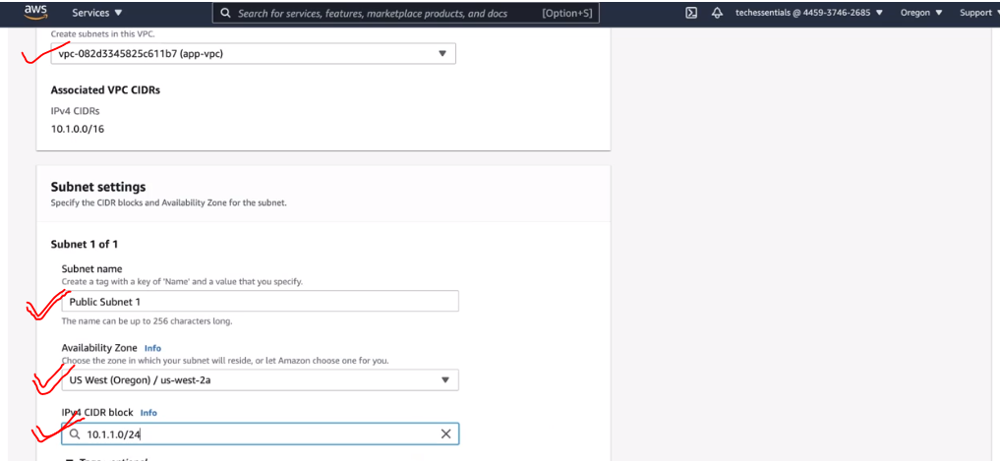 aws Services Search for services, features, marketplace products, and docs [Option+S] techessentials @ 4459-3746-2685 Oregon Support
Create subnets in this VPC.
vpc-082d3345825c611b7 (app-vpc)
Associated VPC CIDRs
IPv4 CIDRs
10.1.0.0/16
Subnet settings
Specify the CIDR blocks and Availability Zone for the subnet.
Subnet 1 of 1
Subnet name
Create a tag with a key of 'Name' and a value that you specify.
Public Subnet 1
The name can be up to 256 characters long.
Availability Zone Info
Choose the zone in which your subnet will reside, or let Amazon choose one for you.
US West (Oregon) / us-west-2a
IPv4 CIDR block Info
10.1.1.0/24